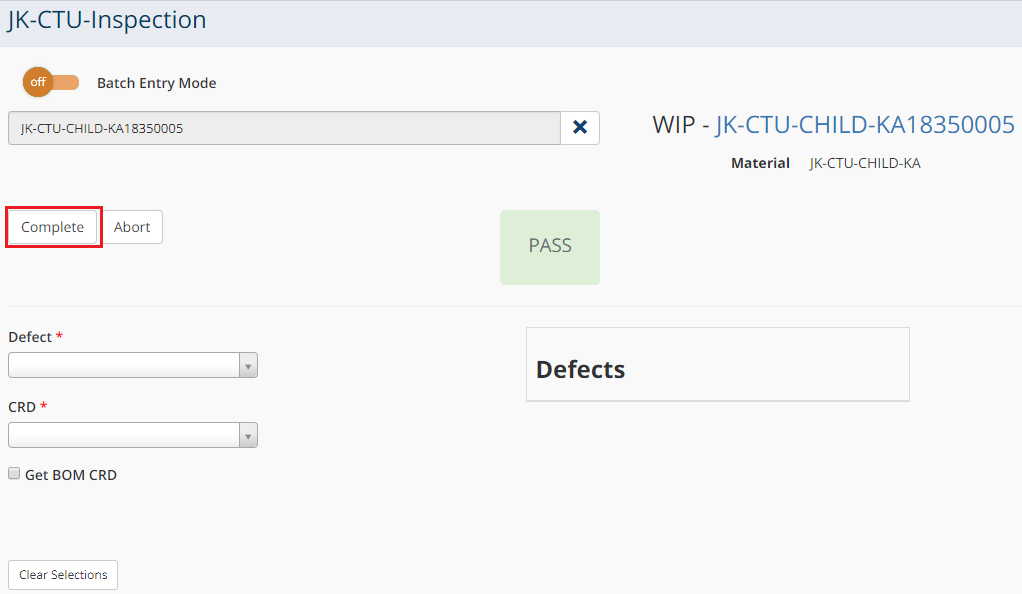 JK-CTU-Inspection
off
Batch Entry Mode
JK-CTU-CHILD-KA18350005
WIP - JK-CTU-CHILD-KA18350005
Material JK-CTU-CHILD-KA
Complete
Abort
PASS
Defect *
Defects
CRD *
Get BOM CRD
Clear Selections